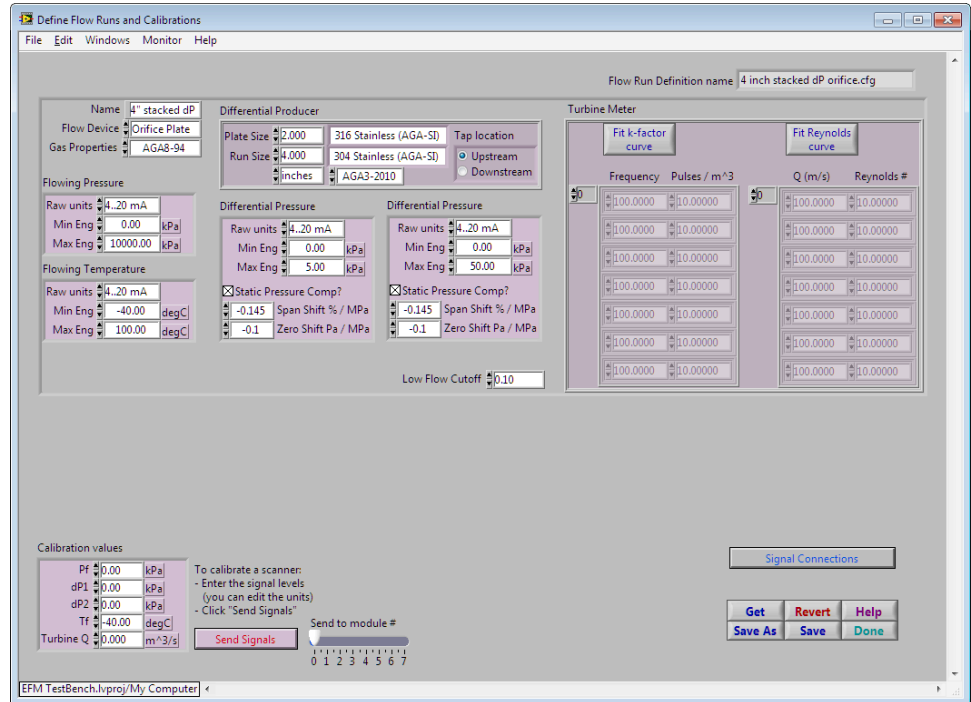 Define Flow Runs and Calibrations
File Edit Windows Monitor Help
Flow Run Definition name 4 inch stacked dP orifice.cfg
Name 4" stacked dP
Flow Device Orifice Plate
Gas Properties AGA8-94
Flowing Pressure
Raw units 4..20 mA
Min Eng 0.00 kPa
Max Eng 10000.00 kPa
Flowing Temperature
Raw units 4..20 mA
Min Eng -40.00 degC
Max Eng 100.00 degC
Differential Producer
Plate Size 2.000 316 Stainless (AGA-SI) Tap location
Run Size 4.000 304 Stainless (AGA-SI) Upstream
inches AGA3-2010 Downstream
Differential Pressure
Raw units 4..20 mA
Min Eng 0.00 kPa
Max Eng 5.00 kPa
Static Pressure Comp?
-0.145 Span Shift % / MPa
-0.1 Zero Shift Pa / MPa
Differential Pressure
Raw units 4..20 mA
Min Eng 0.00 kPa
Max Eng 50.00 kPa
Static Pressure Comp?
-0.145 Span Shift % / MPa
-0.1 Zero Shift Pa / MPa
Low Flow Cutoff 0.10
Turbine Meter
Fit k-factor
curve
Fit Reynolds
curve
Frequency Pulses / m^3 Q (m/s) Reynolds #
0 100.0000 10.00000 0 100.0000 10.00000
100.0000 10.00000 100.0000 10.00000
100.0000 10.00000 100.0000 10.00000
100.0000 10.00000 100.0000 10.00000
100.0000 10.00000 100.0000 10.00000
100.0000 10.00000 100.0000 10.00000
100.0000 10.00000 100.0000 10.00000
Calibration values
Pf 0.00 kPa
dP1 0.00 kPa
dP2 0.00 kPa
Tf -40.00 degC
Turbine Q 0.000 m^3/s
To calibrate a scanner:
- Enter the signal levels
(you can edit the units)
- Click "Send Signals"
Send Signals
Send to module #
0 1 2 3 4 5 6 7
Signal Connections
Get Revert Help
Save As Save Done
EFM TestBench.lvproj/My Computer